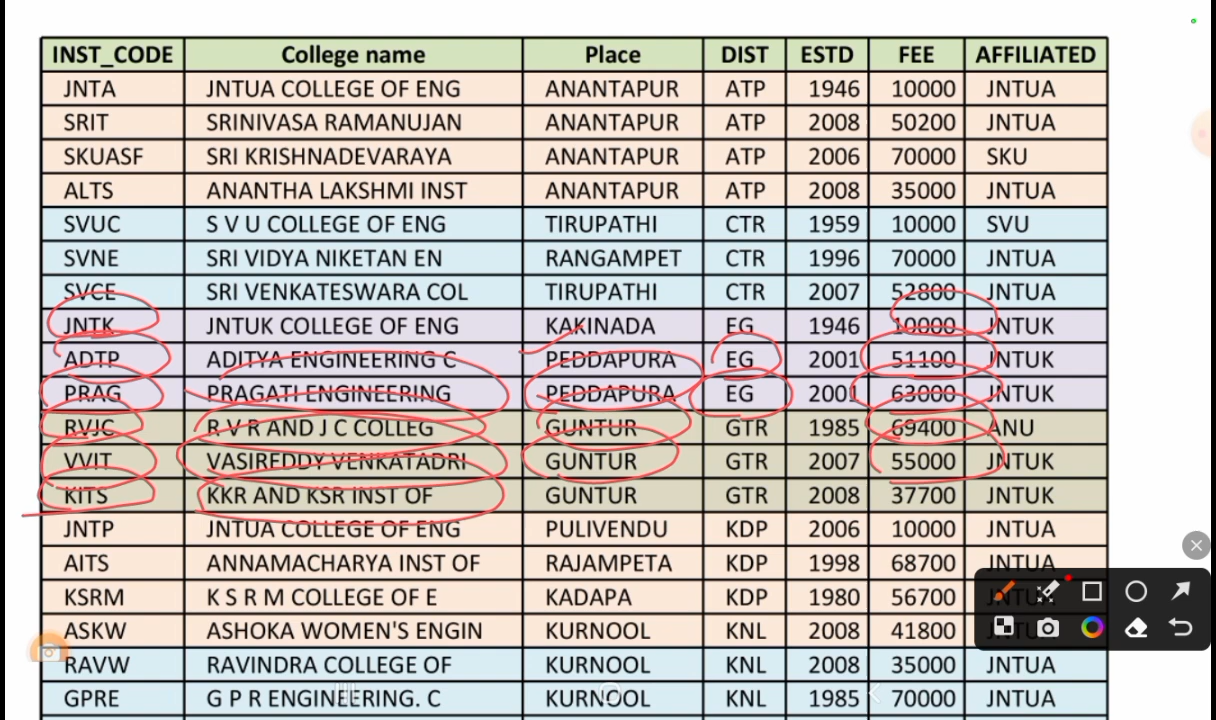 INST_CODE College name Place DIST ESTD FEE AFFILIATED
JNTA JNTUA COLLEGE OF ENG ANANTAPUR ATP 1946 10000 JNTUA
SRIT SRINIVASA RAMANUJAN ANANTAPUR ATP 2008 50200 JNTUA
SKUASF SRI KRISHNADEVARAYA ANANTAPUR ATP 2006 70000 SKU
ALTS ANANTHA LAKSHMI INST ANANTAPUR ATP 2008 35000 JNTUA
SVUC S V U COLLEGE OF ENG TIRUPATHI CTR 1959 10000 SVU
SVNE SRI VIDYA NIKETAN EN RANGAMPET CTR 1996 70000 JNTUA
SVCE SRI VENKATESWARA COL TIRUPATHI CTR 2007 52800 JNTUA
JNTK JNTUK COLLEGE OF ENG KAKINADA EG 1946 10000 JNTUK
ADTP ADITYA ENGINEERING C PEDDAPURA EG 2001 51100 JNTUK
PRAG PRAGATI ENGINEERING PEDDAPURA EG 2001 63000 JNTUK
RVJC R V R AND J C COLLEG GUNTUR GTR 1985 69400 ANU
VVIT VASIREDDY VENKATADRI GUNTUR GTR 2007 55000 JNTUK
KITS KKR AND KSR INST OF GUNTUR GTR 2008 37700 JNTUK
JNTP JNTUA COLLEGE OF ENG PULIVENDU KDP 2006 10000 JNTUA
AITS ANNAMACHARYA INST OF RAJAMPETA KDP 1998 68700 JNTUA
KSRM K S R M COLLEGE OF E KADAPA KDP 1980 56700
ASKW ASHOKA WOMEN'S ENGIN KURNOOL KNL 2008 41800
RAVW RAVINDRA COLLEGE OF KURNOOL KNL 2008 35000 JNTUA
GPRE G P R ENGINEERING. C KURNOOL KNL 1985 70000 JNTUA